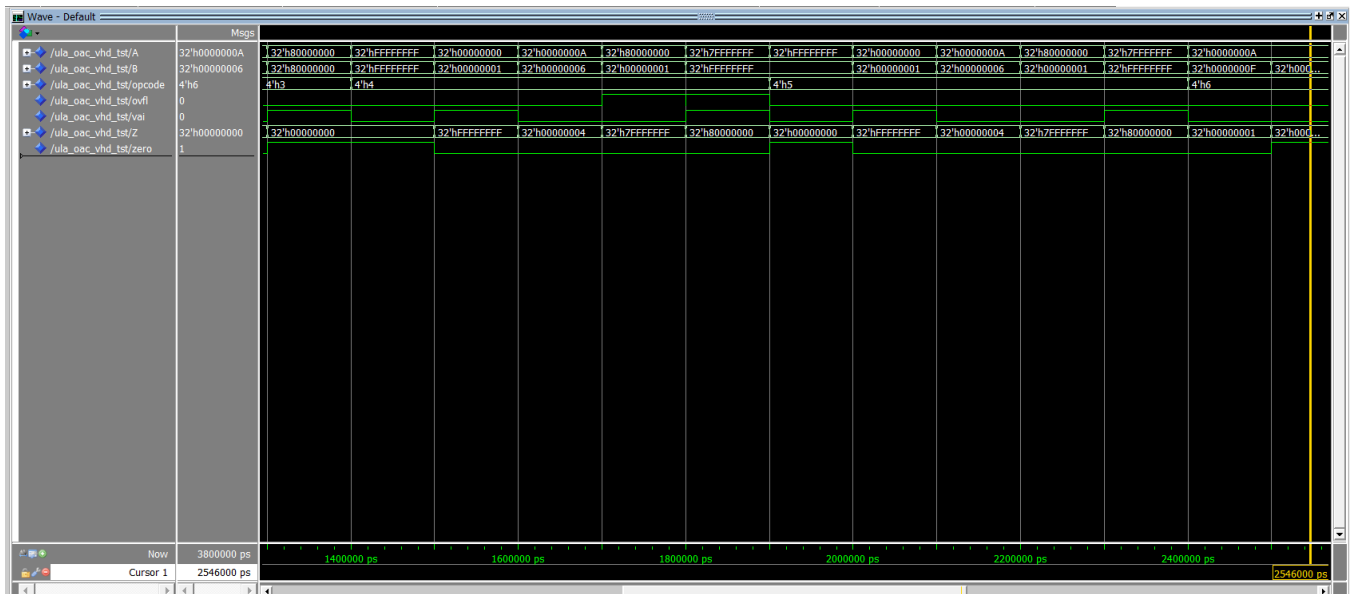 Wave - Default
Msgs
/ula_oac_vhd_tst/A 32'h0000000A 32'h80000000 32'hFFFFFFFF 32'h00000000 32'h0000000A 32'h80000000 32'h7FFFFFFF 32'hFFFFFFFF 32'h00000000 32'h0000000A 32'h80000000 32'h7FFFFFFF 32'h0000000A
/ula_oac_vhd_tst/B 32'h00000006 32'h80000000 32'hFFFFFFFF 32'h00000001 32'h00000006 32'h00000001 32'hFFFFFFFF 32'h00000001 32'h00000006 32'h00000001 32'hFFFFFFFF 32'h0000000F 32'h000...
/ula_oac_vhd_tst/opcode 4'h6 4'h3 4'h4 4'h5 4'h6
/ula_oac_vhd_tst/ovfl 0
/ula_oac_vhd_tst/vai 0
/ula_oac_vhd_tst/Z 32'h00000000 32'h00000000 32'hFFFFFFFF 32'h00000004 32'h7FFFFFFF 32'h80000000 32'h00000000 32'hFFFFFFFF 32'h00000004 32'h7FFFFFFF 32'h80000000 32'h00000001 32'h000...
/ula_oac_vhd_tst/zero 1
Now 3800000 ps 1400000 ps 1600000 ps 1800000 ps 2000000 ps 2200000 ps 2400000 ps
Cursor 1 2546000 ps 2546000 ps